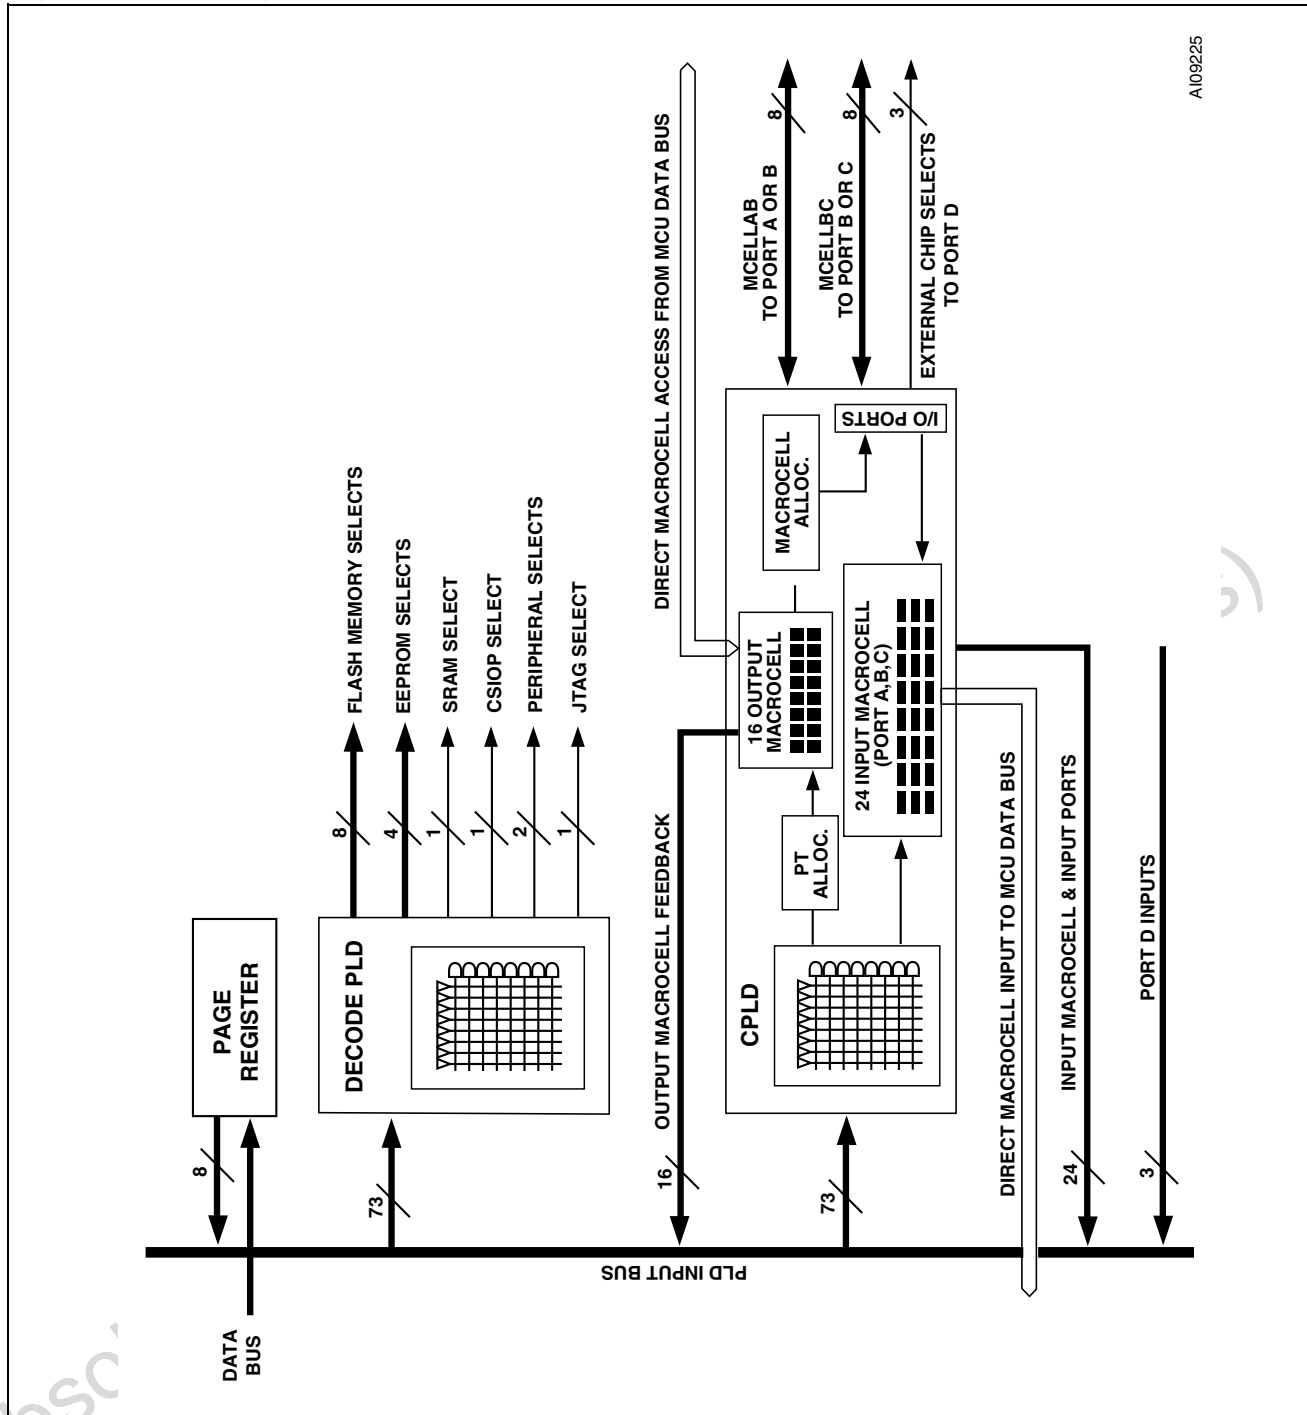 AI09225
DATA
BUS
8
PAGE
REGISTER
PLD INPUT BUS
73
DECODE PLD
8
FLASH MEMORY SELECTS
4
EEPROM SELECTS
1
SRAM SELECT
1
CSIOP SELECT
2
PERIPHERAL SELECTS
1
JTAG SELECT
16
OUTPUT MACROCELL FEEDBACK
DIRECT MACROCELL ACCESS FROM MCU DATA BUS
73
CPLD
PT
ALLOC.
16 OUTPUT
MACROCELL
MACROCELL
ALLOC.
24 INPUT MACROCELL
(PORT A,B,C)
I/O PORTS
MCELLAB
TO PORT A OR B
8
MCELLBC
TO PORT B OR C
8
EXTERNAL CHIP SELECTS
TO PORT D
3
DIRECT MACROCELL INPUT TO MCU DATA BUS
24
INPUT MACROCELL & INPUT PORTS
3
PORT D INPUTS